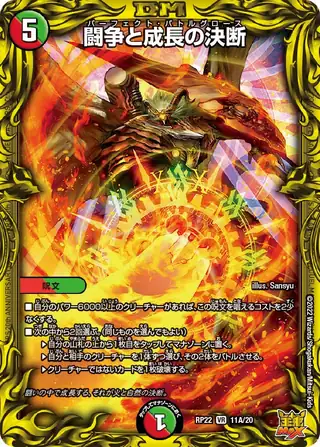 DM
パーフェクト・バトルグロース
闘争と成長の決断
5
illus. Sansyu
呪文
■自分のパワー6000以上のクリーチャーがあれば、この呪文を唱えるコストを2少
なくする。
■次の中から2回選ぶ。(同じものを選んでもよい)
▶自分の山札の上から1枚目をタップしてマナゾーンに置く。
▶自分と相手のクリーチャーを1体ずつ選び、その2体をバトルさせる。
▶クリーチャーではないカードを1枚破壊する。
闘いの中で成長する、それが火と自然の決断。
1
RP22 VR 11A/20